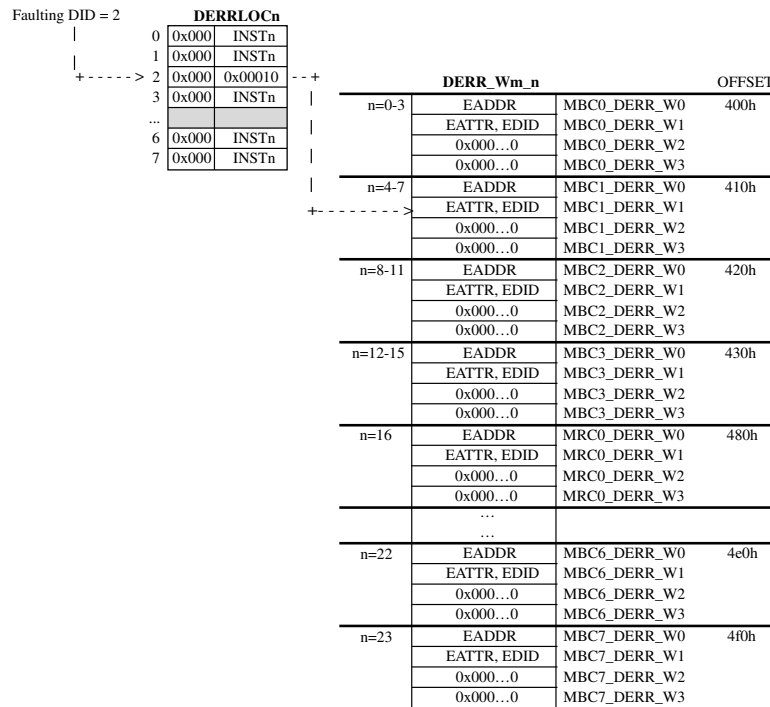 Faulting DID = 2
DERRLOCn
0 0x000 INSTn
1 0x000 INSTn
2 0x000 0x00010
3 0x000 INSTn
...
6 0x000 INSTn
7 0x000 INSTn
DERR_Wm_n OFFSET
n=0-3 EADDR MBC0_DERR_W0 400h
EATTR, EDID MBC0_DERR_W1
0x000…0 MBC0_DERR_W2
0x000…0 MBC0_DERR_W3
n=4-7 EADDR MBC1_DERR_W0 410h
EATTR, EDID MBC1_DERR_W1
0x000…0 MBC1_DERR_W2
0x000…0 MBC1_DERR_W3
n=8-11 EADDR MBC2_DERR_W0 420h
EATTR, EDID MBC2_DERR_W1
0x000…0 MBC2_DERR_W2
0x000…0 MBC2_DERR_W3
n=12-15 EADDR MBC3_DERR_W0 430h
EATTR, EDID MBC3_DERR_W1
0x000…0 MBC3_DERR_W2
0x000…0 MBC3_DERR_W3
n=16 EADDR MRC0_DERR_W0 480h
EATTR, EDID MRC0_DERR_W1
0x000…0 MRC0_DERR_W2
0x000…0 MRC0_DERR_W3
…
…
n=22 EADDR MBC6_DERR_W0 4e0h
EATTR, EDID MBC6_DERR_W1
0x000…0 MBC6_DERR_W2
0x000…0 MBC6_DERR_W3
n=23 EADDR MBC7_DERR_W0 4f0h
EATTR, EDID MBC7_DERR_W1
0x000…0 MBC7_DERR_W2
0x000…0 MBC7_DERR_W3